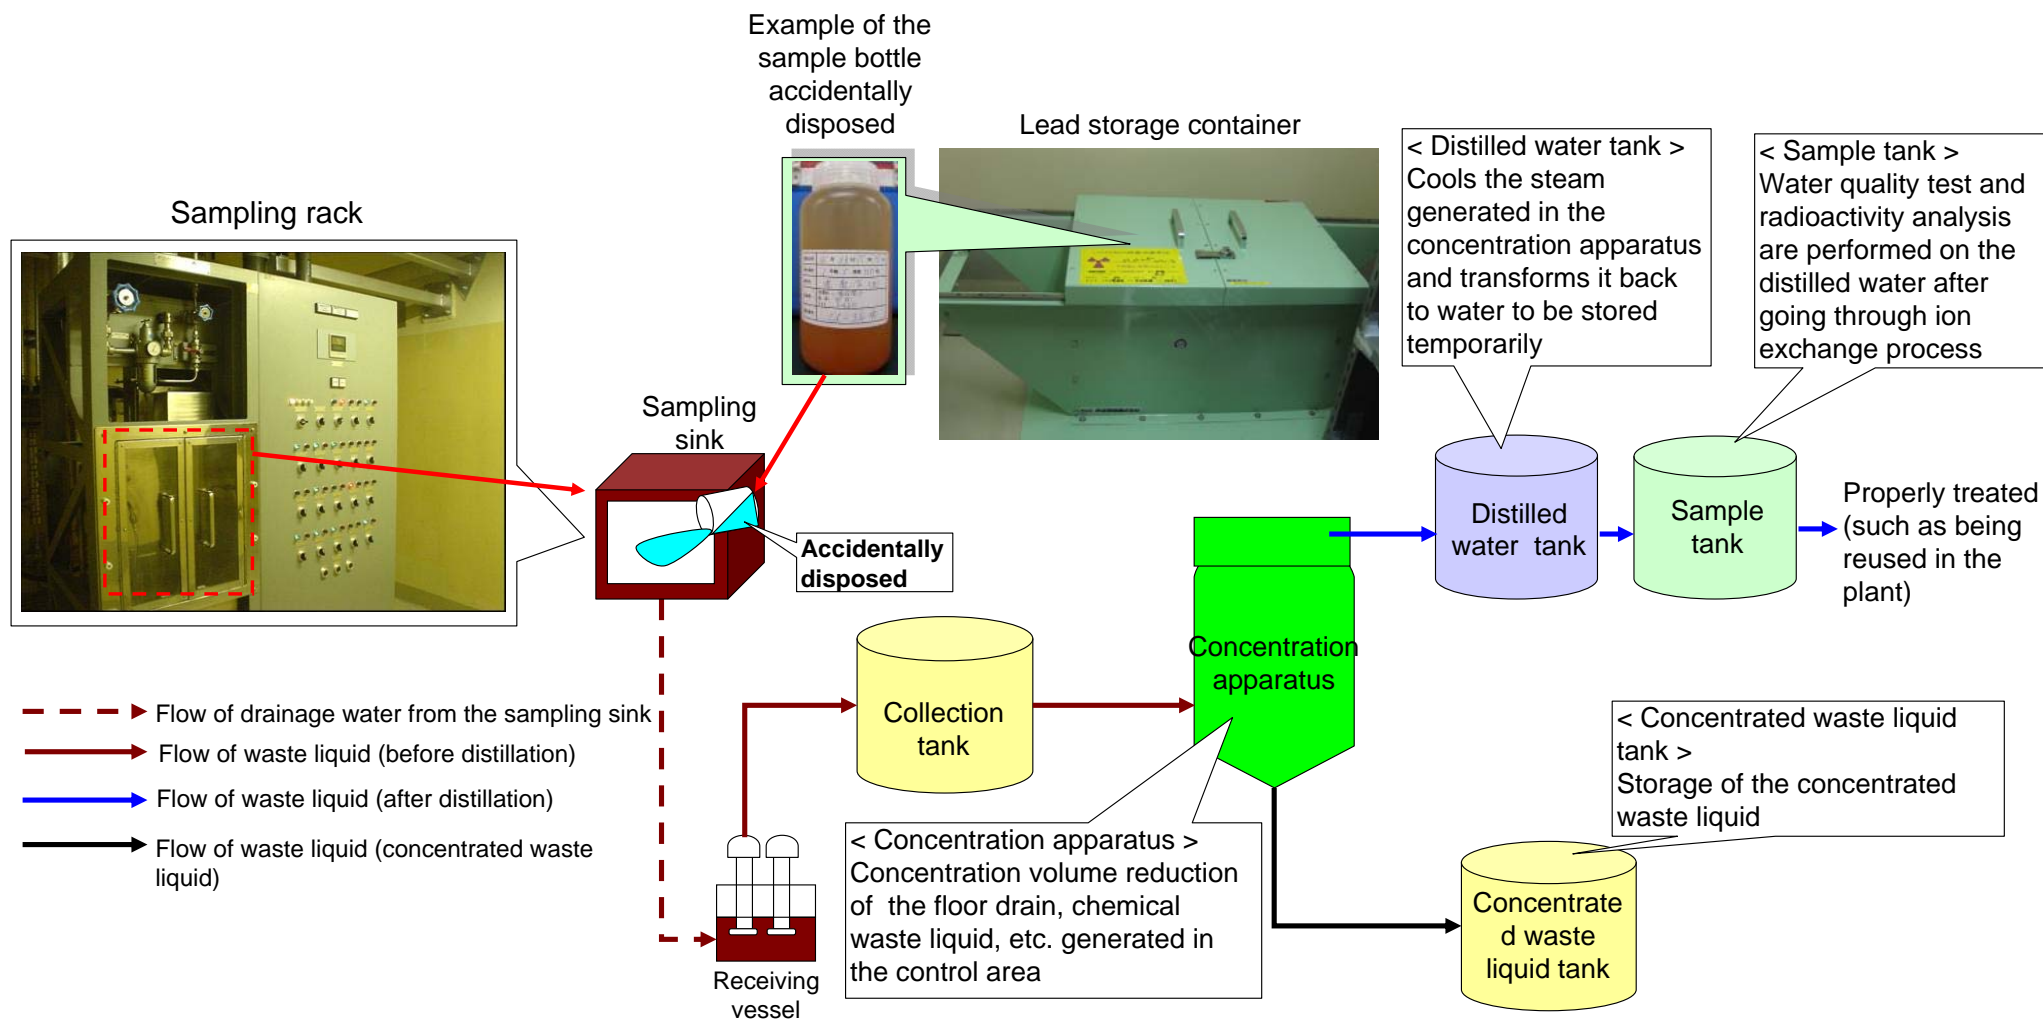 Example of the
sample bottle
accidentally
disposed
Lead storage container
Sampling rack
Sampling
sink
Accidentally
disposed
< Distilled water tank >
Cools the steam
generated in the
concentration apparatus
and transforms it back
to water to be stored
temporarily
< Sample tank >
Water quality test and
radioactivity analysis
are performed on the
distilled water after
going through ion
exchange process
Distilled
water tank
Sample
tank
Properly treated
(such as being
reused in the
plant)
Collection
tank
Concentration
apparatus
Flow of drainage water from the sampling sink
Flow of waste liquid (before distillation)
Flow of waste liquid (after distillation)
Flow of waste liquid (concentrated waste
liquid)
< Concentrated waste liquid
tank >
Storage of the concentrated
waste liquid
< Concentration apparatus >
Concentration volume reduction
of the floor drain, chemical
waste liquid, etc. generated in
the control area
Concentrate
d waste
liquid tank
Receiving
vessel